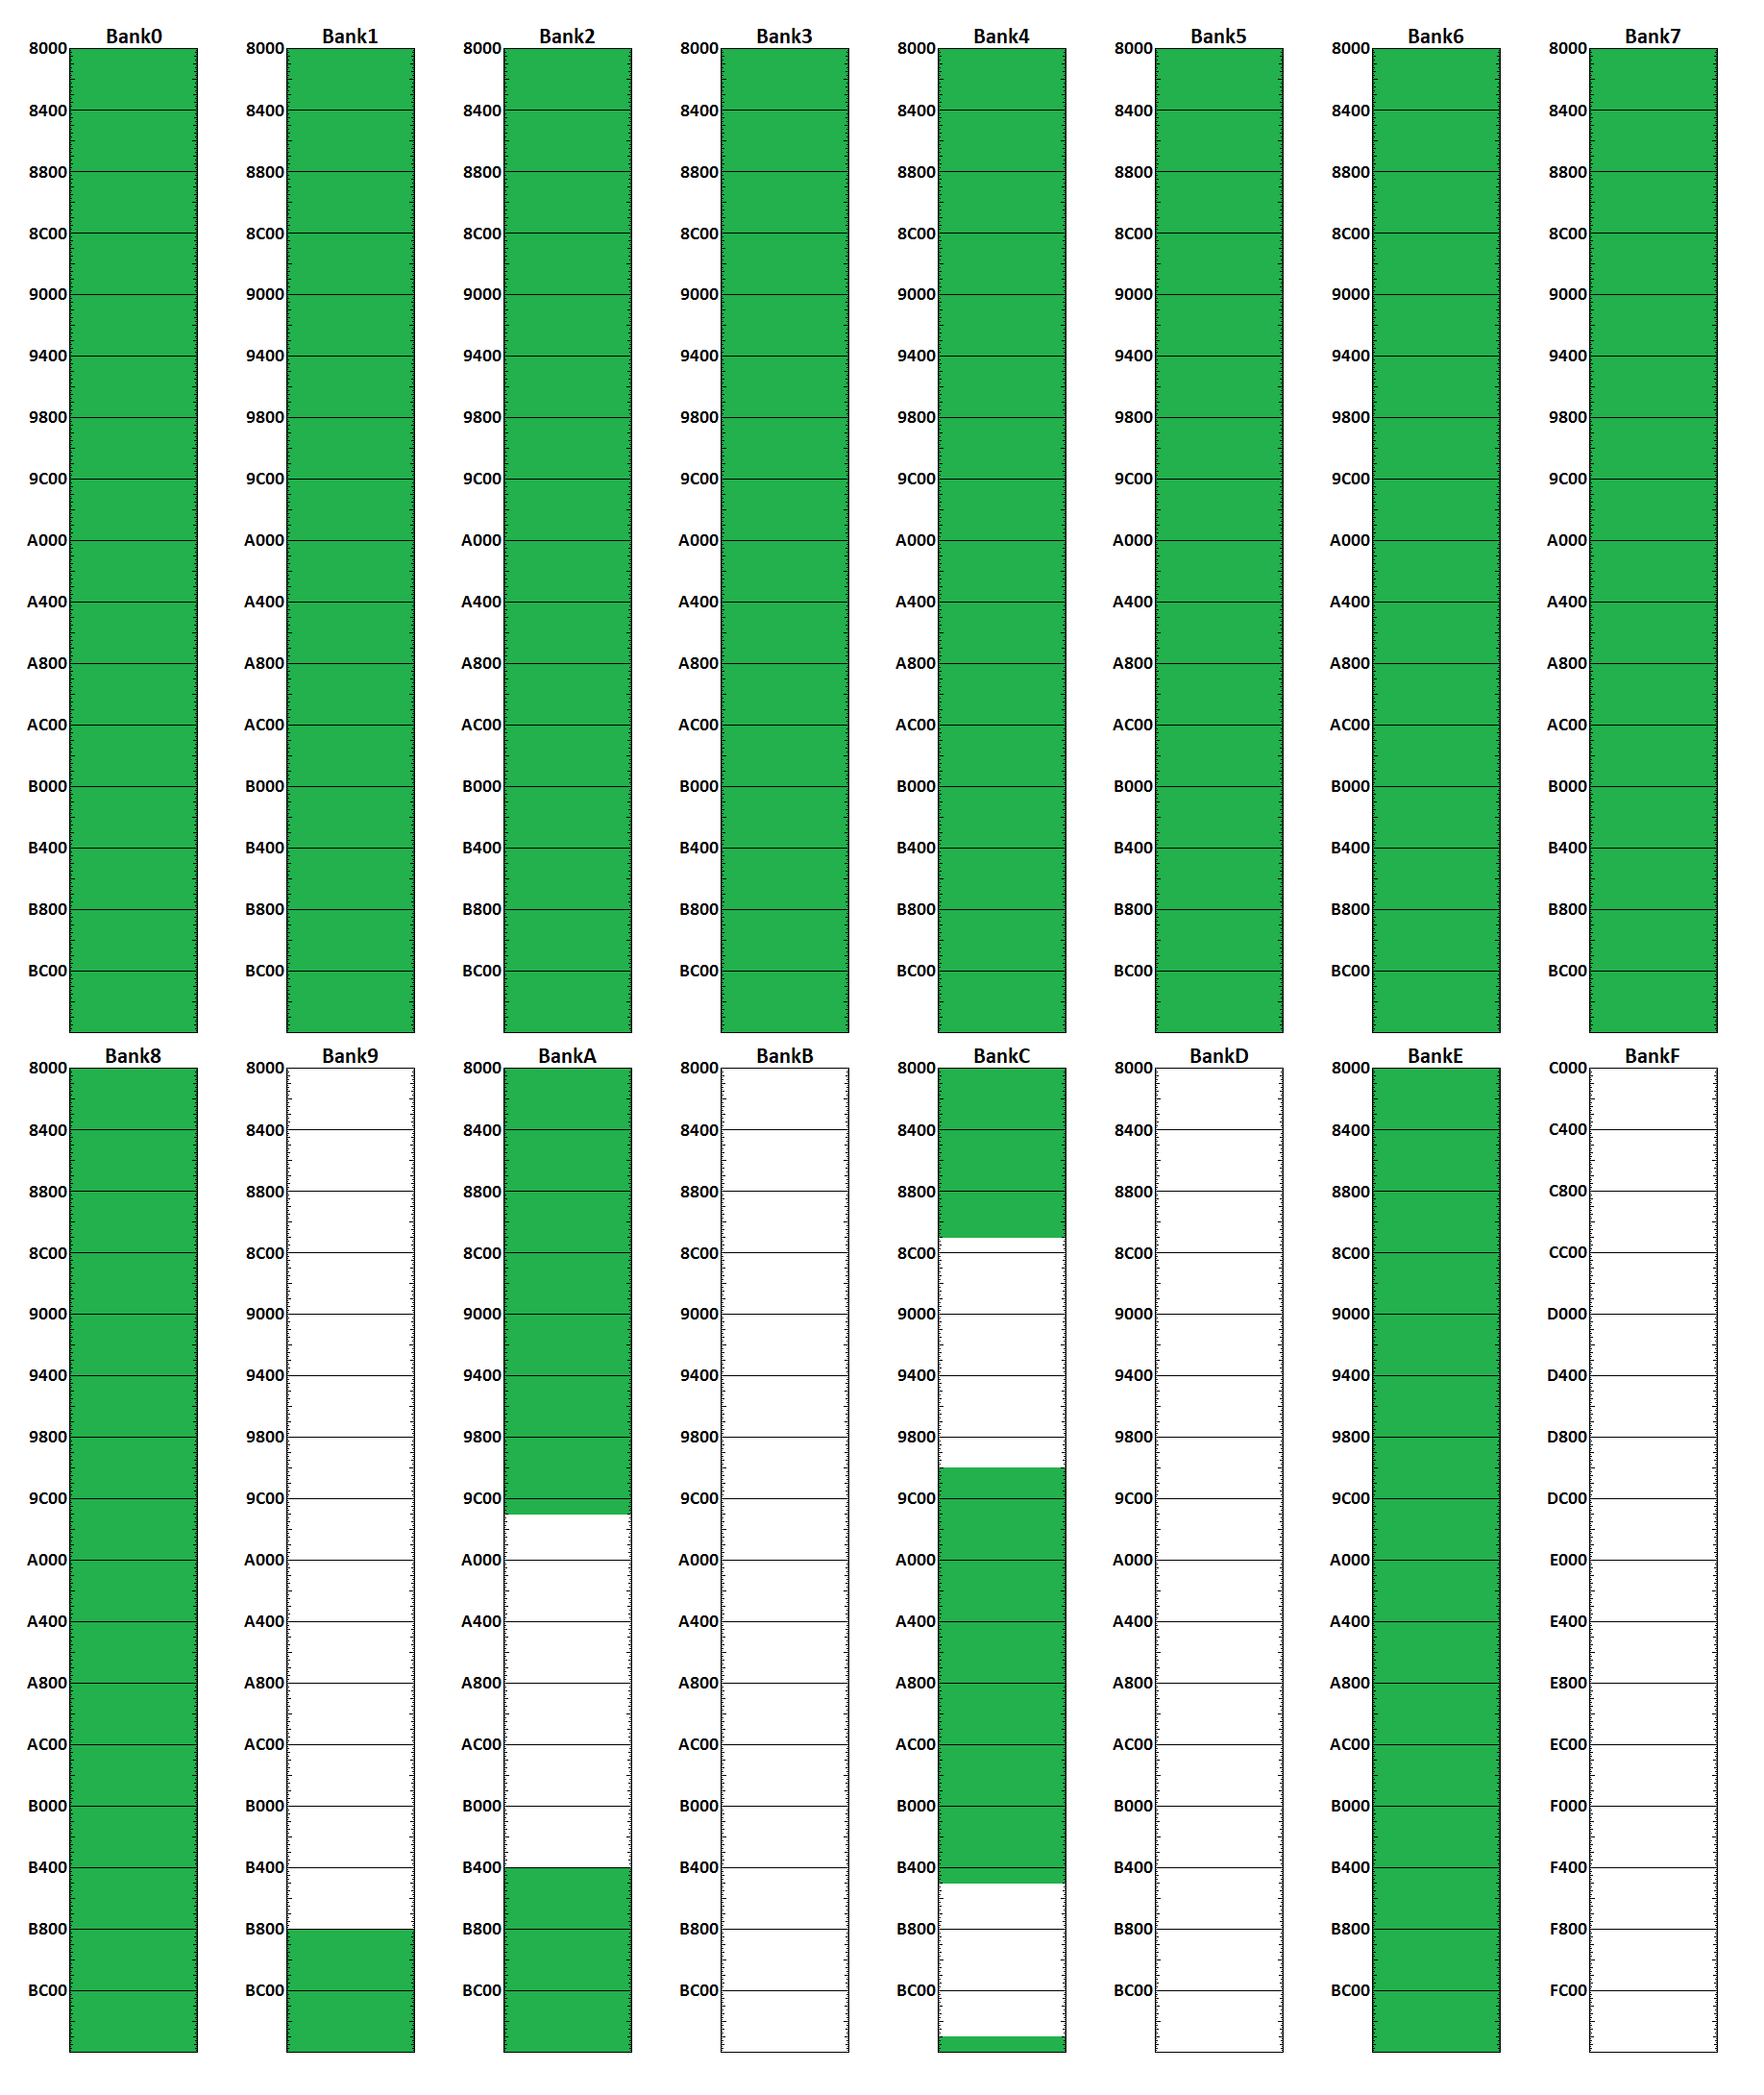 Bank0 Bank1 Bank2 Bank3 Bank4 Bank5 Bank6 Bank7
8000 8000 8000 8000 8000 8000 8000 8000
8400 8400 8400 8400 8400 8400 8400 8400
8800 8800 8800 8800 8800 8800 8800 8800
8C00 8C00 8C00 8C00 8C00 8C00 8C00 8C00
9000 9000 9000 9000 9000 9000 9000 9000
9400 9400 9400 9400 9400 9400 9400 9400
9800 9800 9800 9800 9800 9800 9800 9800
9C00 9C00 9C00 9C00 9C00 9C00 9C00 9C00
A000 A000 A000 A000 A000 A000 A000 A000
A400 A400 A400 A400 A400 A400 A400 A400
A800 A800 A800 A800 A800 A800 A800 A800
AC00 AC00 AC00 AC00 AC00 AC00 AC00 AC00
B000 B000 B000 B000 B000 B000 B000 B000
B400 B400 B400 B400 B400 B400 B400 B400
B800 B800 B800 B800 B800 B800 B800 B800
BC00 BC00 BC00 BC00 BC00 BC00 BC00 BC00
Bank8 Bank9 BankA BankB BankC BankD BankE BankF
8000 8000 8000 8000 8000 8000 8000 C000
8400 8400 8400 8400 8400 8400 8400 C400
8800 8800 8800 8800 8800 8800 8800 C800
8C00 8C00 8C00 8C00 8C00 8C00 8C00 CC00
9000 9000 9000 9000 9000 9000 9000 D000
9400 9400 9400 9400 9400 9400 9400 D400
9800 9800 9800 9800 9800 9800 9800 D800
9C00 9C00 9C00 9C00 9C00 9C00 9C00 DC00
A000 A000 A000 A000 A000 A000 A000 E000
A400 A400 A400 A400 A400 A400 A400 E400
A800 A800 A800 A800 A800 A800 A800 E800
AC00 AC00 AC00 AC00 AC00 AC00 AC00 EC00
B000 B000 B000 B000 B000 B000 B000 F000
B400 B400 B400 B400 B400 B400 B400 F400
B800 B800 B800 B800 B800 B800 B800 F800
BC00 BC00 BC00 BC00 BC00 BC00 BC00 FC00